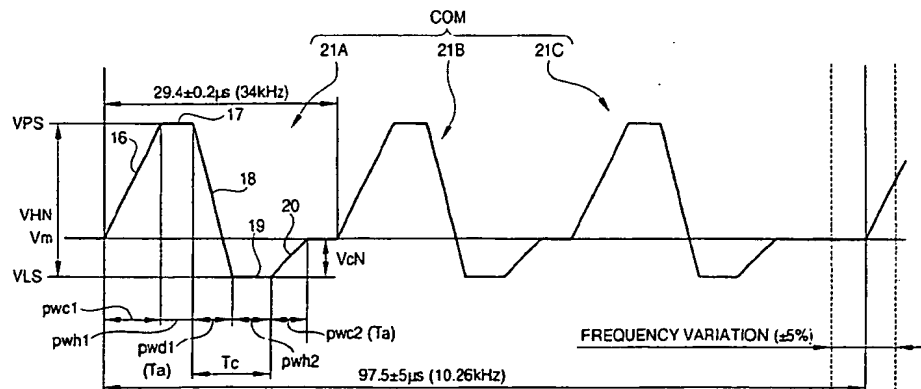 COM
21A
21B
21C
29.4±0.2μs (34kHz)
VPS
17
16
18
VHN
Vm
19
20
VcN
VLS
pwc1
pwh1
pwd1
(Ta)
Tc
pwh2
pwc2 (Ta)
FREQUENCY VARIATION (±5%)
97.5±5μs (10.26kHz)